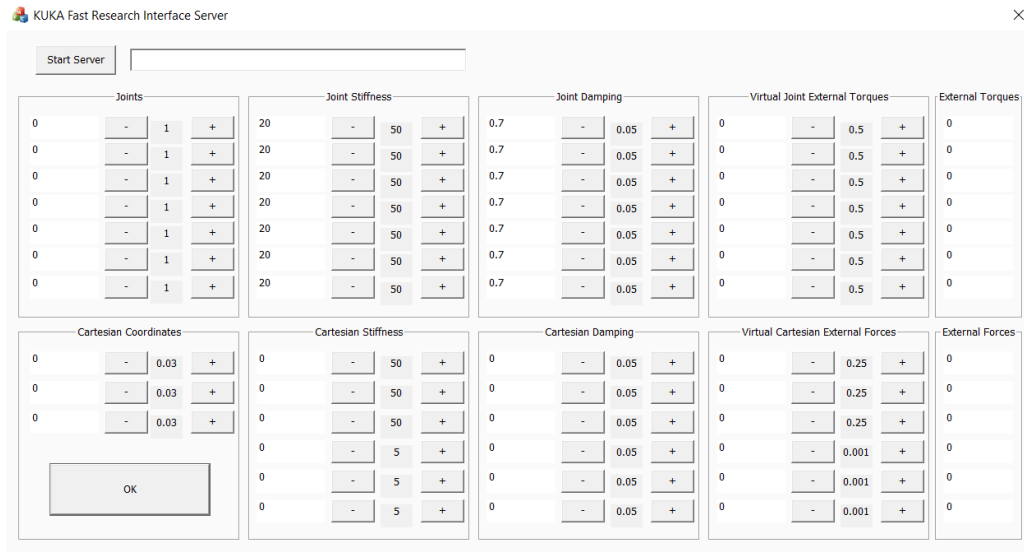 KUKA Fast Research Interface Server
Start Server
Joints Joint Stiffness Joint Damping Virtual Joint External Torques External Torques
0 - 1 + 20 - 50 + 0.7 - 0.05 + 0 - 0.5 + 0
0 - 1 + 20 - 50 + 0.7 - 0.05 + 0 - 0.5 + 0
0 - 1 + 20 - 50 + 0.7 - 0.05 + 0 - 0.5 + 0
0 - 1 + 20 - 50 + 0.7 - 0.05 + 0 - 0.5 + 0
0 - 1 + 20 - 50 + 0.7 - 0.05 + 0 - 0.5 + 0
0 - 1 + 20 - 50 + 0.7 - 0.05 + 0 - 0.5 + 0
0 - 1 + 20 - 50 + 0.7 - 0.05 + 0 - 0.5 + 0
Cartesian Coordinates Cartesian Stiffness Cartesian Damping Virtual Cartesian External Forces External Forces
0 - 0.03 + 0 - 50 + 0 - 0.05 + 0 - 0.25 + 0
0 - 0.03 + 0 - 50 + 0 - 0.05 + 0 - 0.25 + 0
0 - 0.03 + 0 - 50 + 0 - 0.05 + 0 - 0.25 + 0
0 - 5 + 0 - 0.05 + 0 - 0.001 + 0
0 - 5 + 0 - 0.05 + 0 - 0.001 + 0
0 - 5 + 0 - 0.05 + 0 - 0.001 + 0
OK